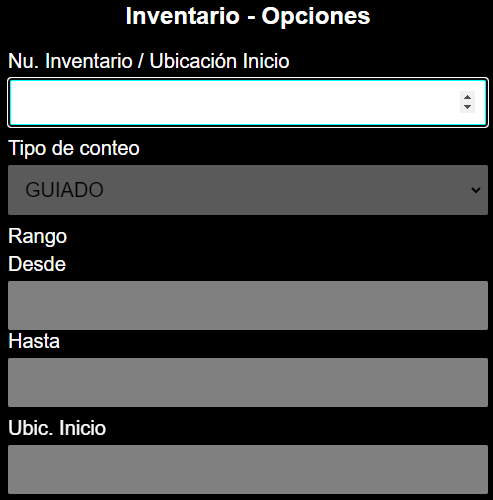 Inventario - Opciones
Nu. Inventario / Ubicación Inicio
Tipo de conteo
GUIADO
Rango
Desde
Hasta
Ubic. Inicio